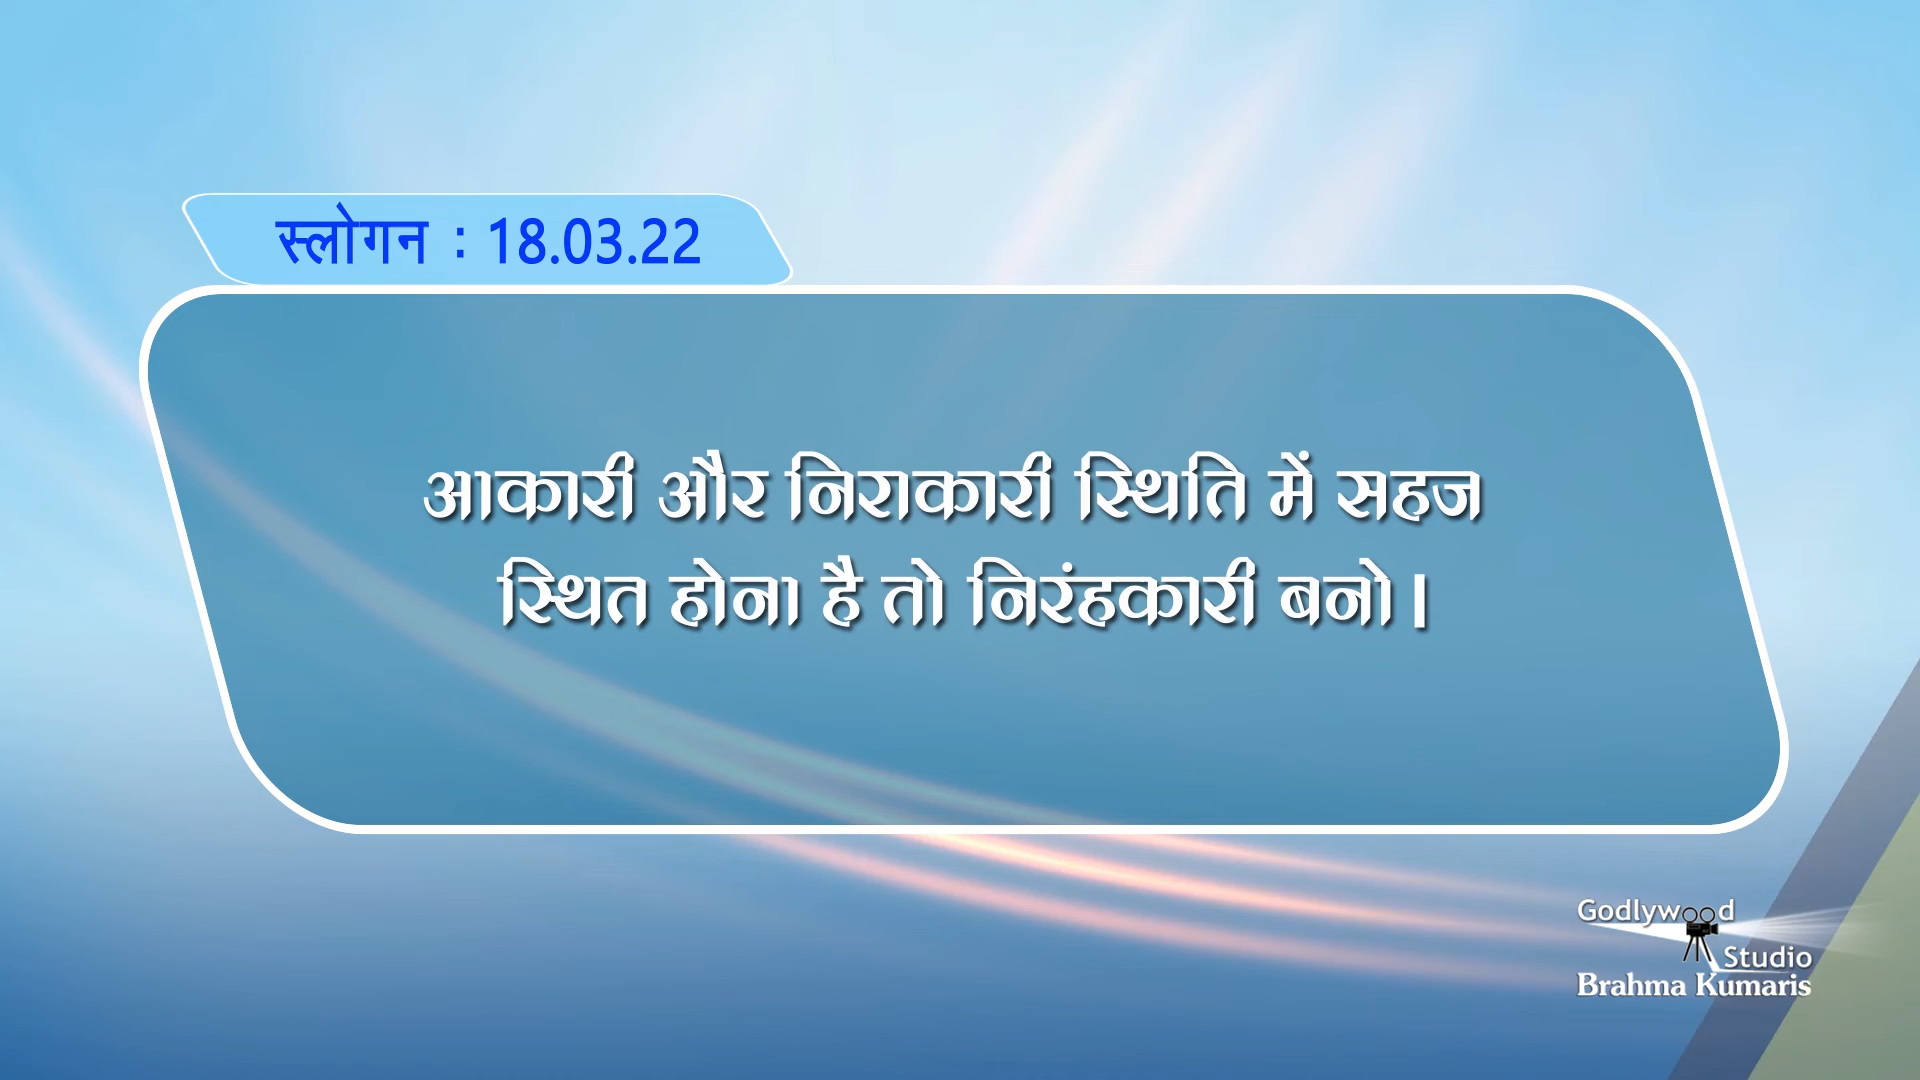 स्लोगन : 18.03.22
आकारी और निराकारी स्थिति में सहज
स्थित होना है तो निरंहकारी बनो।
Godlywood
Studio
Brahma Kumaris